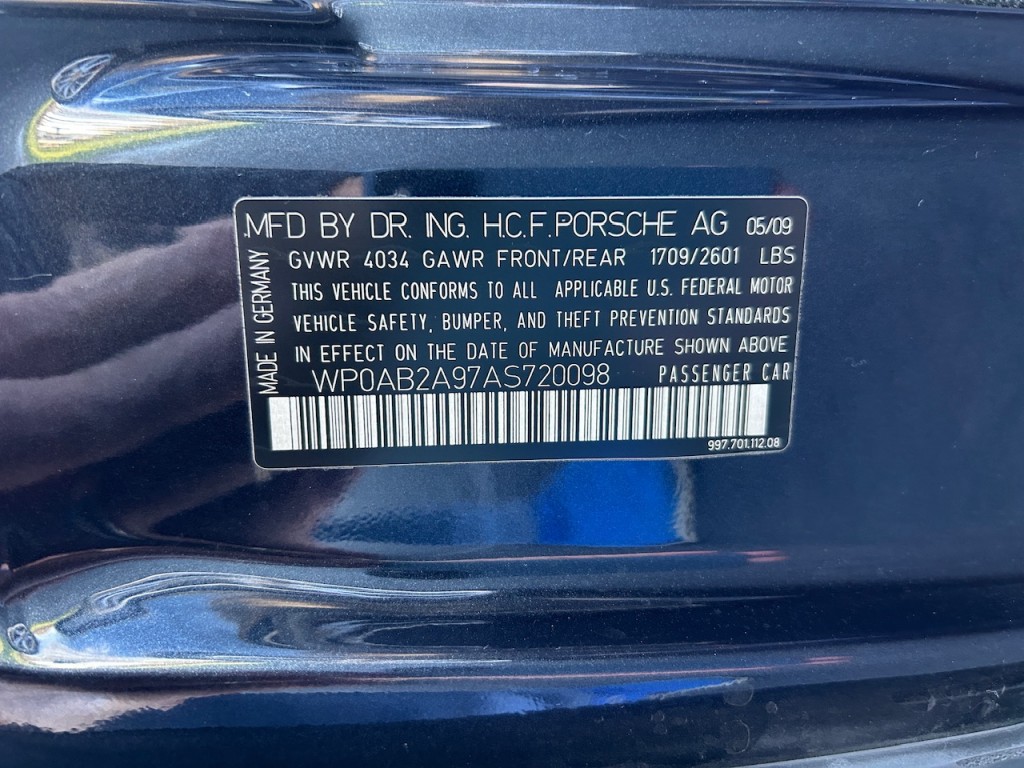 MFD BY DR. ING. H.C.F. PORSCHE AG 05/09
GVWR 4034 GAWR FRONT/REAR 1709/2601 LBS
THIS VEHICLE CONFORMS TO ALL APPLICABLE U.S. FEDERAL MOTOR
VEHICLE SAFETY, BUMPER, AND THEFT PREVENTION STANDARDS
IN EFFECT ON THE DATE OF MANUFACTURE SHOWN ABOVE
WP0AB2A97AS720098 PASSENGER CAR
997.701.112.08
MADE IN GERMANY